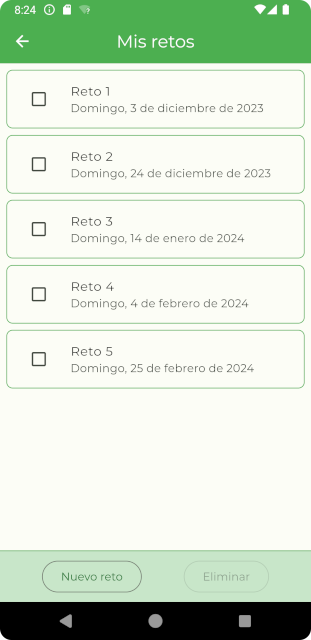 8:24
Mis retos
Reto 1
Domingo, 3 de diciembre de 2023
Reto 2
Domingo, 24 de diciembre de 2023
Reto 3
Domingo, 14 de enero de 2024
Reto 4
Domingo, 4 de febrero de 2024
Reto 5
Domingo, 25 de febrero de 2024
Nuevo reto
Eliminar